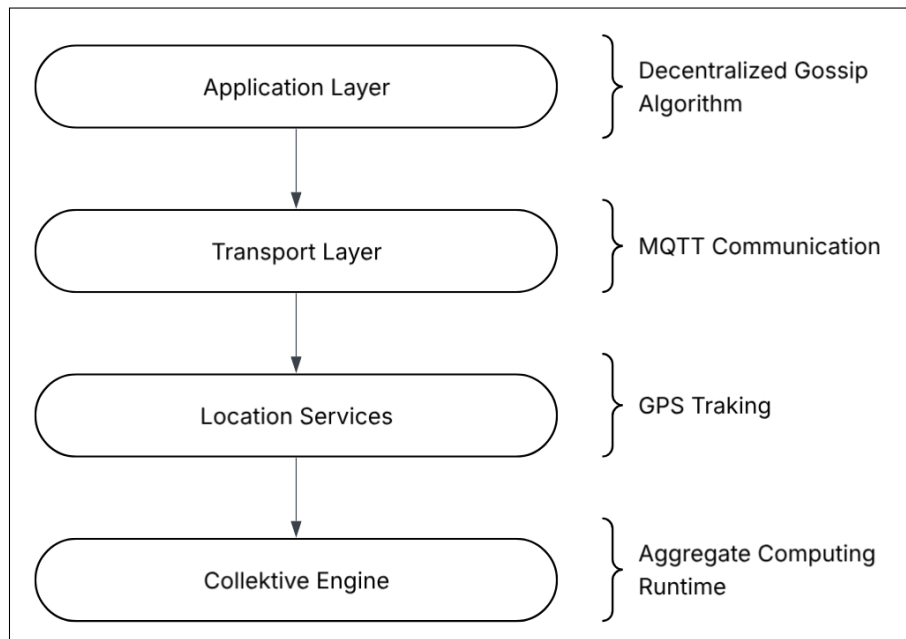 Application Layer
Decentralized Gossip
Algorithm
Transport Layer
MQTT Communication
Location Services
GPS Traking
Collektive Engine
Aggregate Computing
Runtime